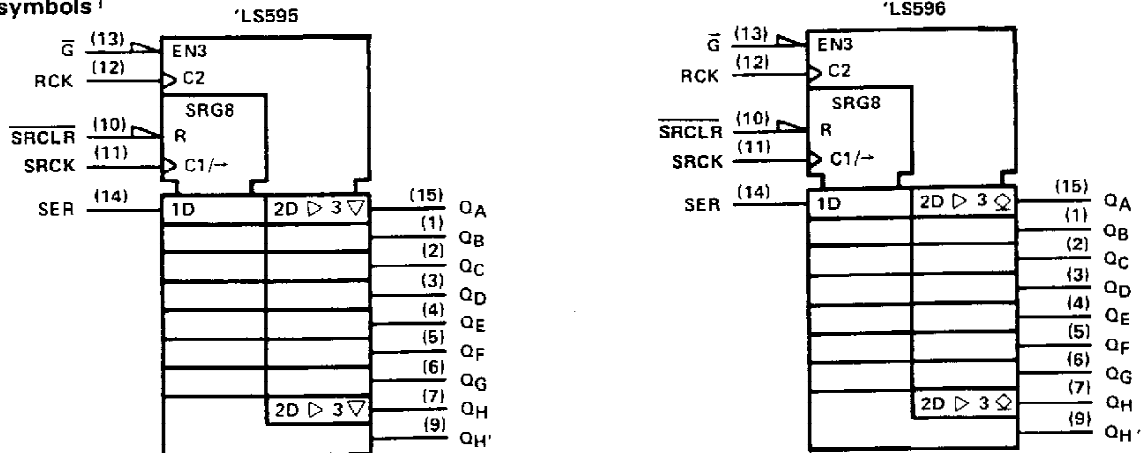 symbols†
'LS595
G̅ (13) EN3
RCK (12) C2
SRG8
S̅R̅C̅L̅R̅ (10) R
SRCK (11) C1/→
SER (14) 1D 2D ▷ 3 ▽ (15) QA
(1) QB
(2) QC
(3) QD
(4) QE
(5) QF
(6) QG
2D ▷ 3 ▽ (7) QH
(9) QH'
'LS596
G̅ (13) EN3
RCK (12) C2
SRG8
S̅R̅C̅L̅R̅ (10) R
SRCK (11) C1/→
SER (14) 1D 2D ▷ 3 ◇ (15) QA
(1) QB
(2) QC
(3) QD
(4) QE
(5) QF
(6) QG
2D ▷ 3 ◇ (7) QH
(9) QH'